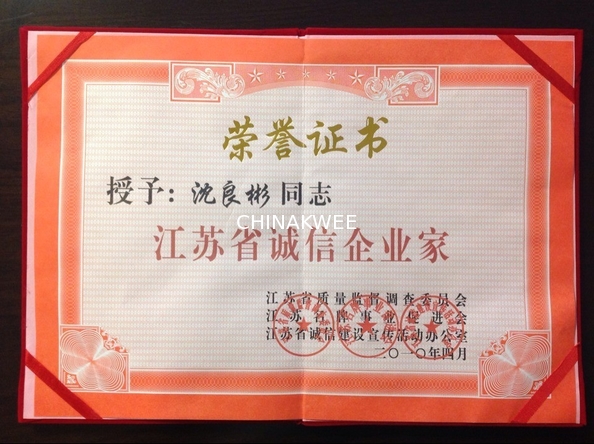 荣誉证书
授予：沈良彬同志
CHINAKWEE
江苏省诚信企业家
江苏省质量监督调查委员会
江苏省品牌事业促进会
江苏省诚信建设宣传活动办公室
二〇一〇年四月